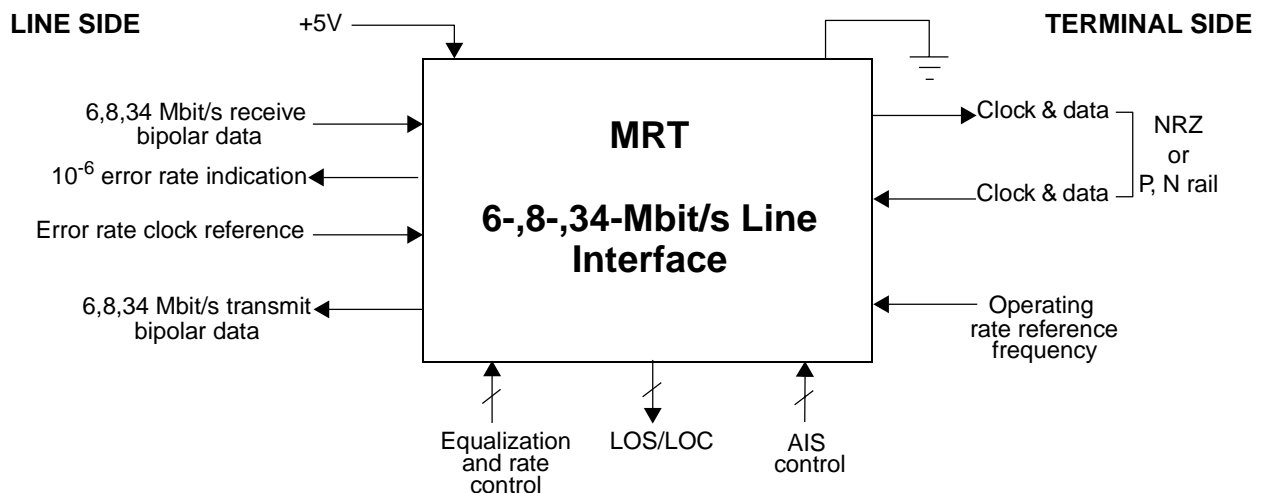 LINE SIDE
+5V
TERMINAL SIDE
6,8,34 Mbit/s receive
bipolar data
10-6 error rate indication
Error rate clock reference
6,8,34 Mbit/s transmit
bipolar data
MRT
6-,8-,34-Mbit/s Line
Interface
Clock & data
Clock & data
NRZ
or
P, N rail
Operating
rate reference
frequency
Equalization
and rate
control
LOS/LOC
AIS
control